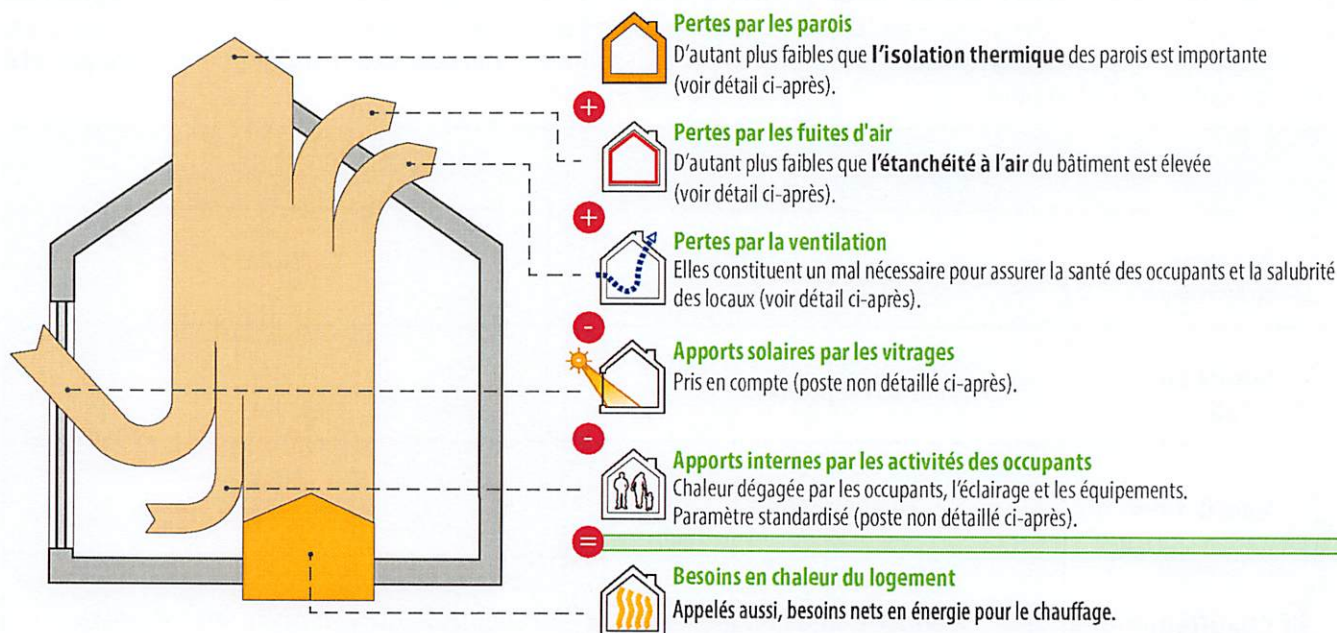 Pertes par les parois
D'autant plus faibles que l'isolation thermique des parois est importante
(voir détail ci-après).
+
Pertes par les fuites d'air
D'autant plus faibles que l'étanchéité à l'air du bâtiment est élevée
(voir détail ci-après).
+
Pertes par la ventilation
Elles constituent un mal nécessaire pour assurer la santé des occupants et la salubrité
des locaux (voir détail ci-après).
-
Apports solaires par les vitrages
Pris en compte (poste non détaillé ci-après).
-
Apports internes par les activités des occupants
Chaleur dégagée par les occupants, l'éclairage et les équipements.
Paramètre standardisé (poste non détaillé ci-après).
=
Besoins en chaleur du logement
Appelés aussi, besoins nets en énergie pour le chauffage.